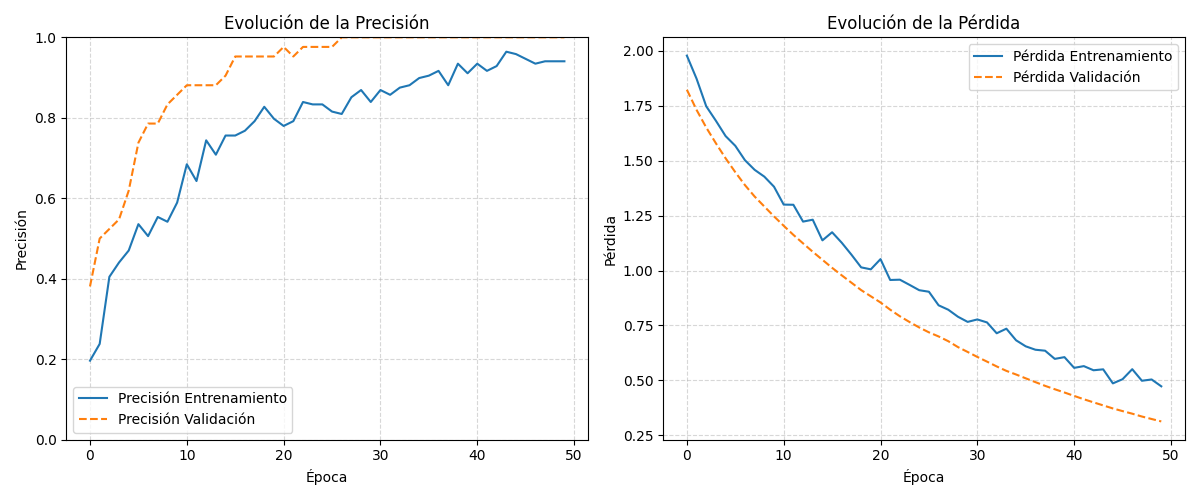 Evolución de la Precisión
1.0
0.8
0.6
0.4
0.2
0.0
Precisión
Precisión Entrenamiento
Precisión Validación
0 10 20 30 40 50
Época
Evolución de la Pérdida
2.00
1.75
1.50
1.25
1.00
0.75
0.50
0.25
Pérdida
Pérdida Entrenamiento
Pérdida Validación
0 10 20 30 40 50
Época